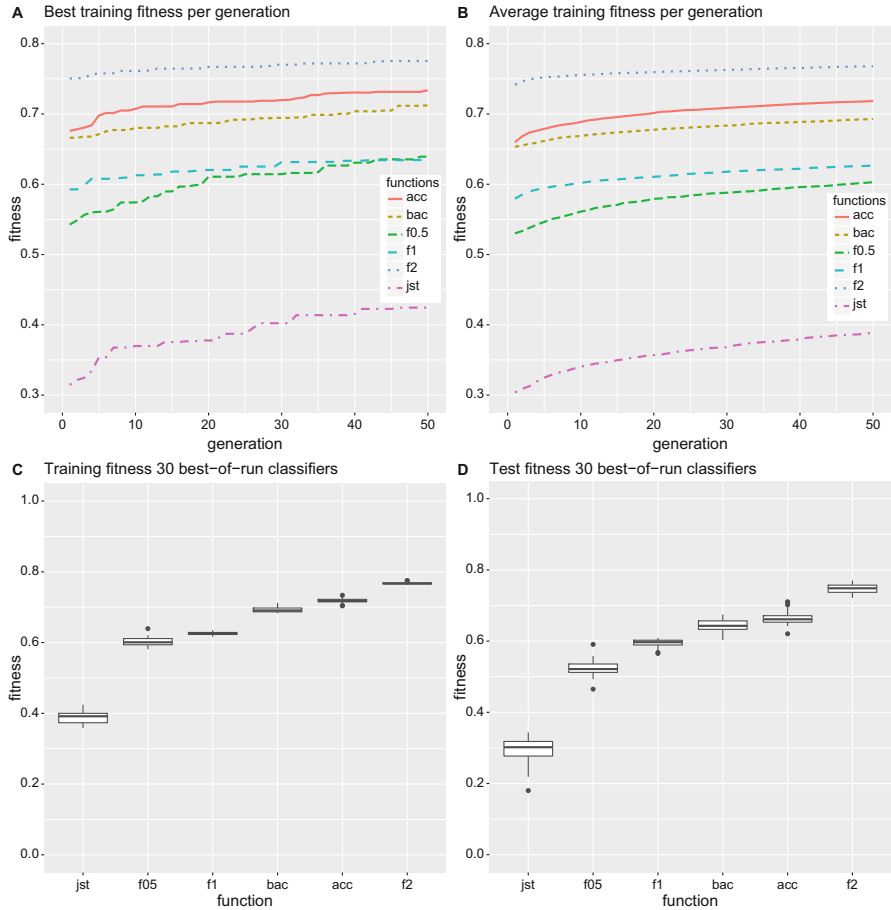 A Best training fitness per generation
0.8
0.7
0.6
0.5
0.4
0.3
fitness
0 10 20 30 40 50
generation
functions
acc
bac
f0.5
f1
f2
jst
B Average training fitness per generation
0.8
0.7
0.6
0.5
0.4
0.3
fitness
0 10 20 30 40 50
generation
functions
acc
bac
f0.5
f1
f2
jst
C Training fitness 30 best−of−run classifiers
1.0
0.8
0.6
0.4
0.2
0.0
fitness
jst f05 f1 bac acc f2
function
D Test fitness 30 best−of−run classifiers
1.0
0.8
0.6
0.4
0.2
0.0
fitness
jst f05 f1 bac acc f2
function